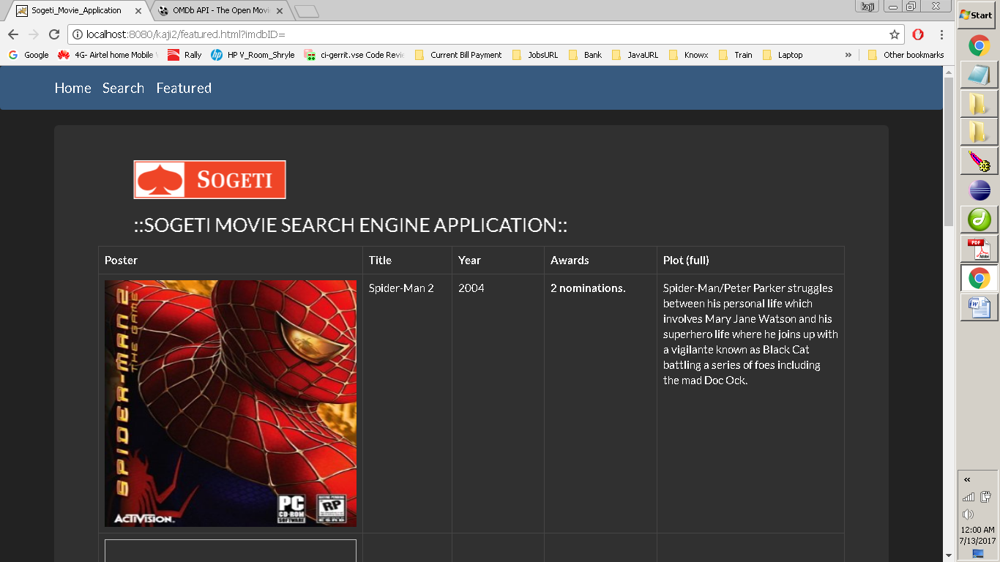 Sogeti_Movie_Application
OMDb API - The Open Movi
kaji
localhost:8080/kaji2/featured.html?imdbID=
Start
Google
4G- Airtel home Mobile
Rally
HP V_Room_Shryle
ci-gerrit.vse Code Revie
Current Bill Payment
JobsURL
Bank
JavaURL
Knowx
Train
Laptop
»
Other bookmarks
Home Search Featured
SOGETI
::SOGETI MOVIE SEARCH ENGINE APPLICATION::
Poster Title Year Awards Plot (full)
SPIDER-MAN 2
THE GAME
PC
CD-ROM
SOFTWARE
RP
ESRB
ACTIVISION.
Spider-Man 2
2004
2 nominations.
Spider-Man/Peter Parker struggles
between his personal life which
involves Mary Jane Watson and his
superhero life where he joins up with
a vigilante known as Black Cat
battling a series of foes including
the mad Doc Ock.
PDF
Adobe
W
12:00 AM
7/13/2017